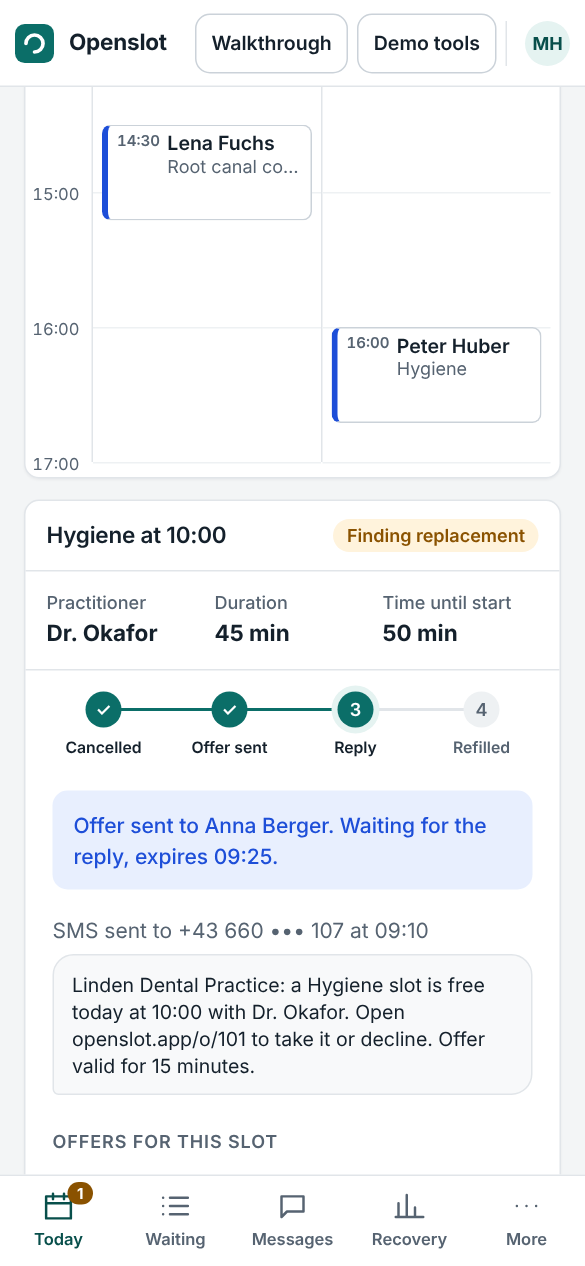 Openslot
Walkthrough
Demo tools
MH
14:30 Lena Fuchs
Root canal co...
15:00
16:00
16:00 Peter Huber
Hygiene
17:00
Hygiene at 10:00
Finding replacement
Practitioner
Dr. Okafor
Duration
45 min
Time until start
50 min
3
4
Cancelled
Offer sent
Reply
Refilled
Offer sent to Anna Berger. Waiting for the
reply, expires 09:25.
SMS sent to +43 660 ••• 107 at 09:10
Linden Dental Practice: a Hygiene slot is free
today at 10:00 with Dr. Okafor. Open
openslot.app/o/101 to take it or decline. Offer
valid for 15 minutes.
OFFERS FOR THIS SLOT
1
Today
Waiting
Messages
Recovery
More